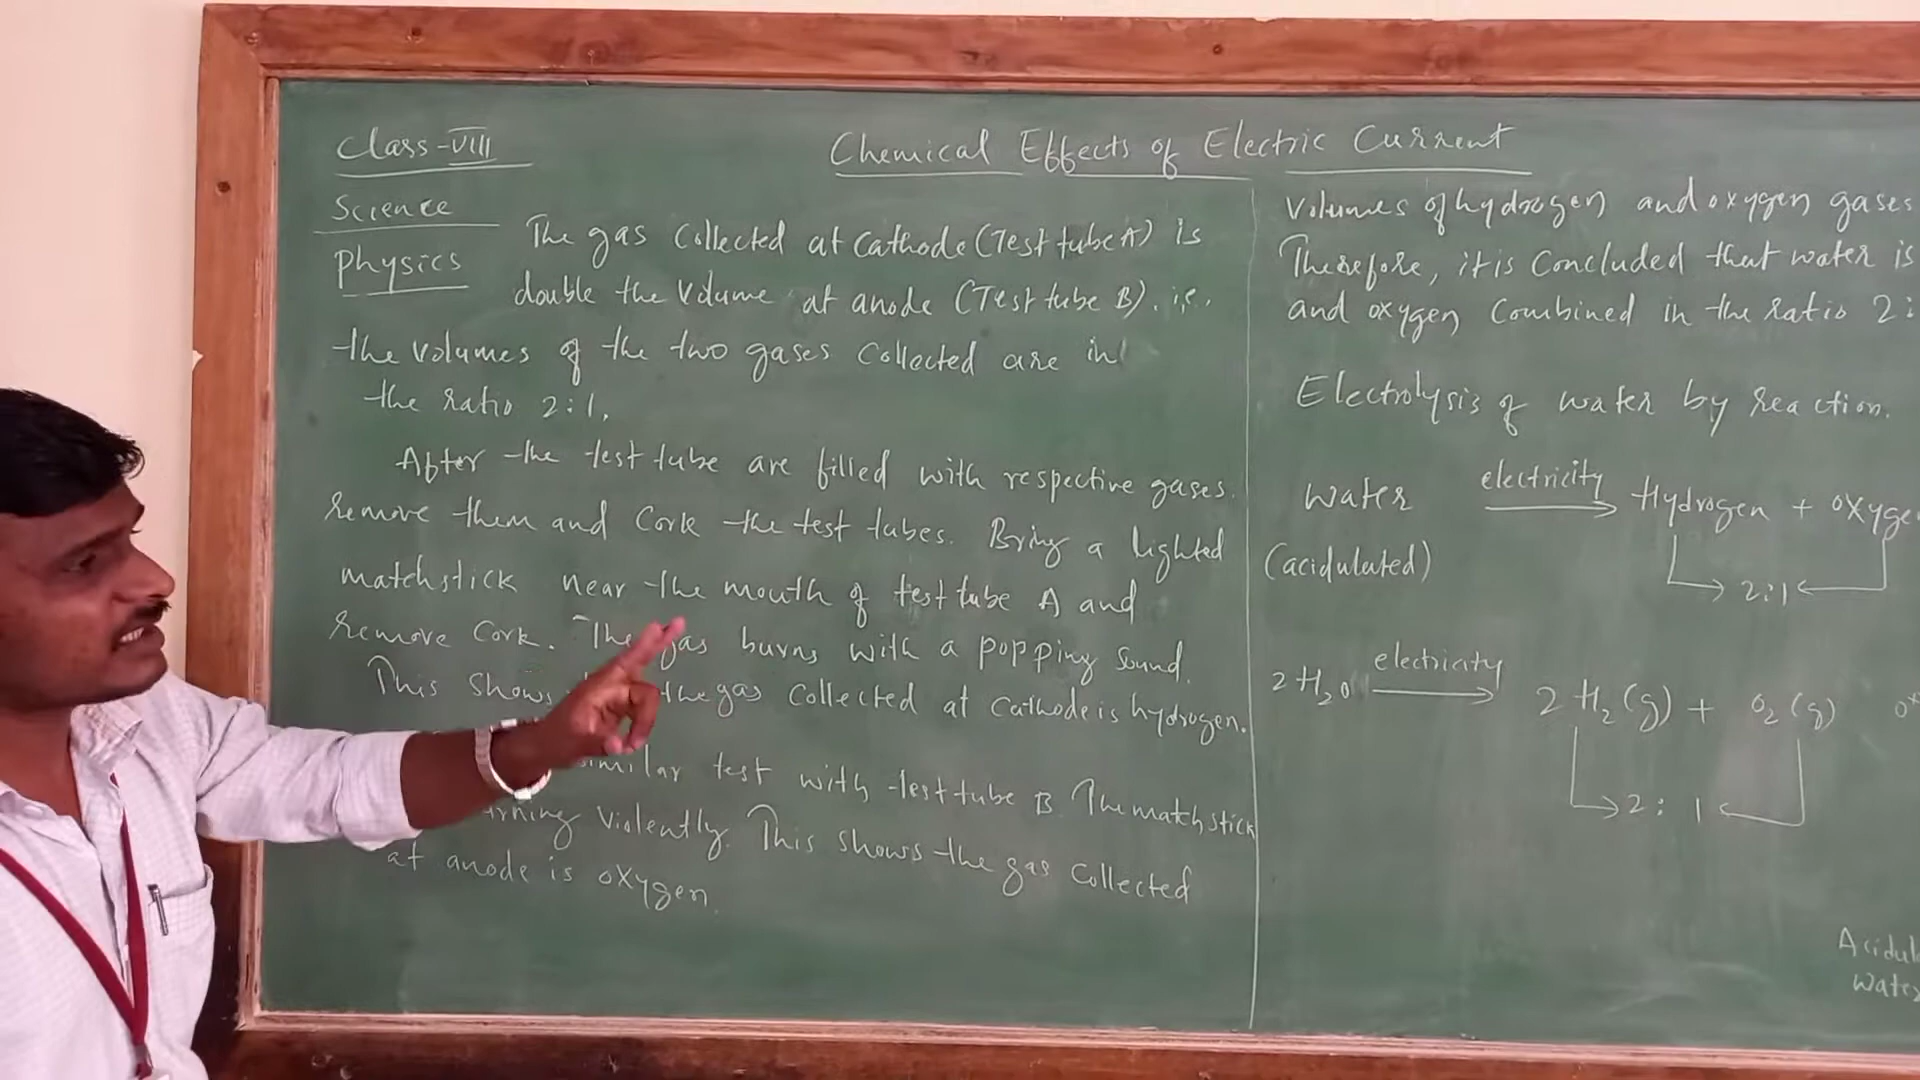 Class-VIII
Chemical Effects of Electric Current
Science
Physics
The gas collected at cathode (Test tube A) is
double the volume at anode (Test tube B). i.e.,
the volumes of the two gases collected are in
the ratio 2:1.
After the test tube are filled with respective gases.
remove them and cork the test tubes. Bring a lighted
matchstick near the mouth of test tube A and
remove cork. The gas burns with a popping sound.
This shows the gas collected at cathode is hydrogen.
similar test with test tube B. The matchstick
violently. This shows the gas collected
at anode is oxygen.
volumes of hydrogen and oxygen gases
Therefore, it is concluded that water is
and oxygen combined in the ratio 2:
Electrolysis of water by reaction.
water electricity Hydrogen + oxygen
(acidulated) 2:1
2H₂O electricity 2H₂(g) + O₂(g)
2:1
Water